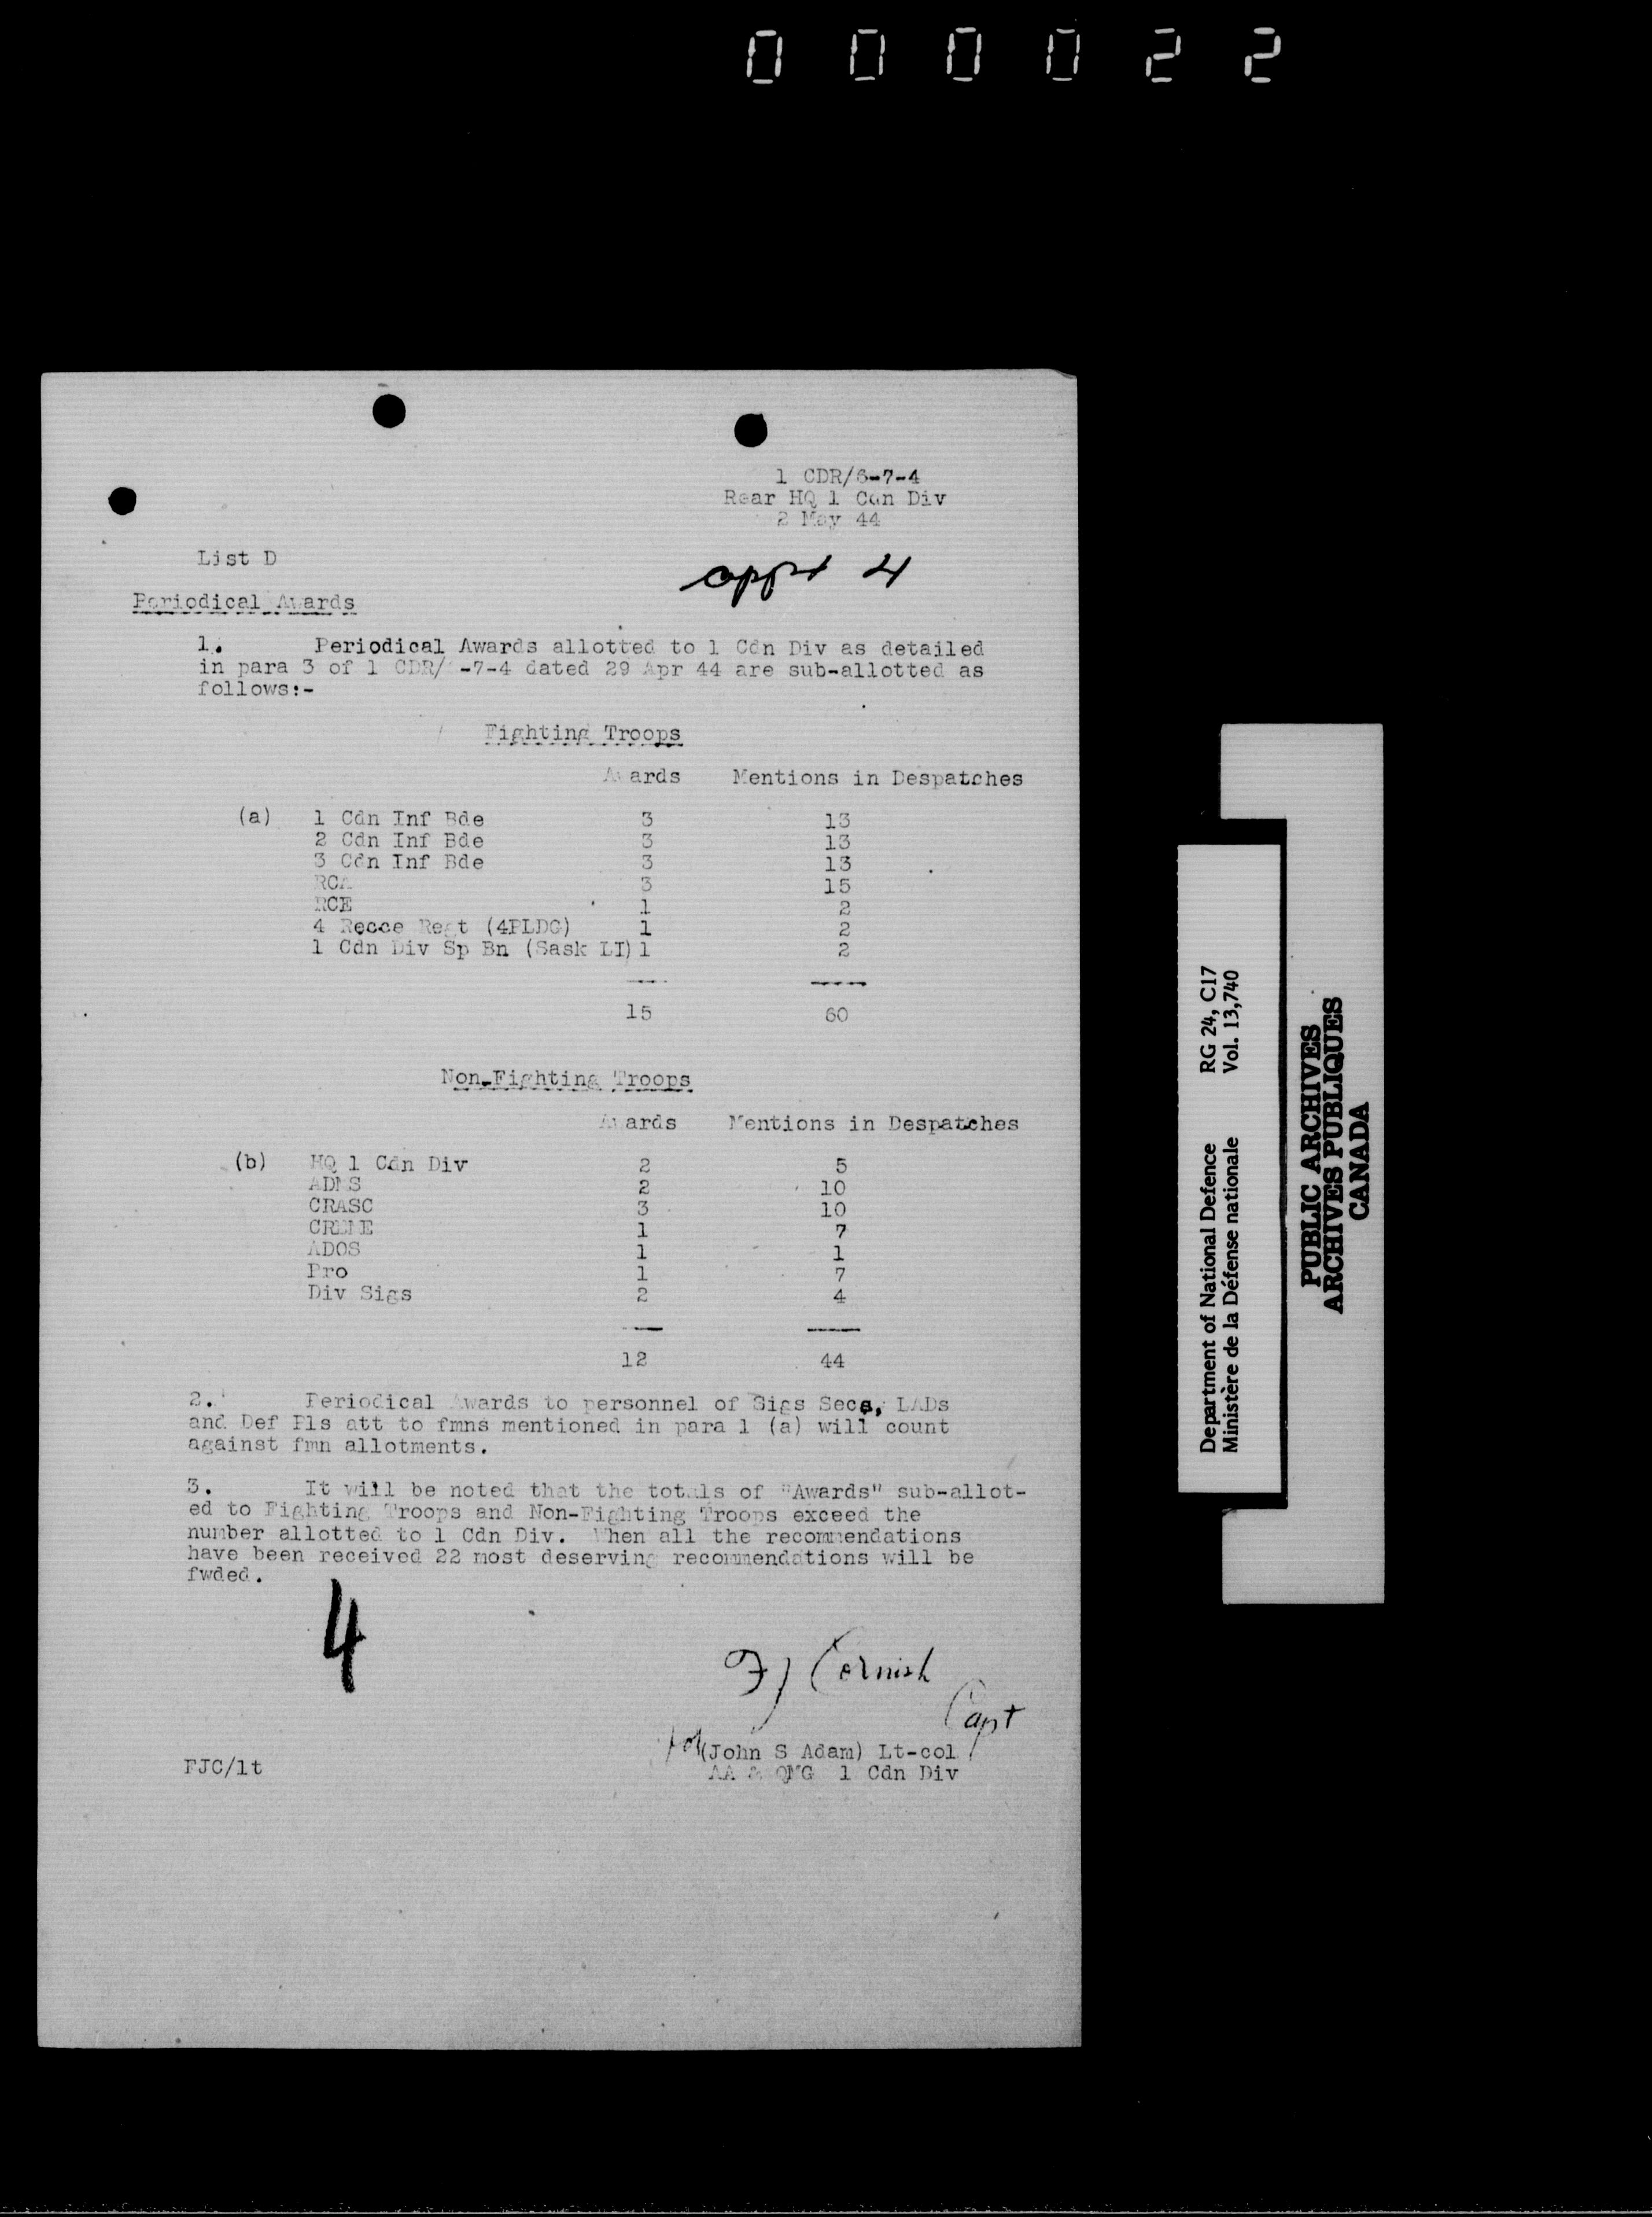 000022
1 CDR/6-7-4
Rear HQ 1 Cdn Div
2 May 44
List D
4 pldg
Periodical Awards
1. Periodical Awards allotted to 1 Cdn Div as detailed
in para 3 of 1 CDR/ -7-4 dated 29 Apr 44 are sub-allotted as
follows:-
Fighting Troops
Awards Mentions in Despatches
(a) 1 Cdn Inf Bde 3 13
2 Cdn Inf Bde 3 13
3 Cdn Inf Bde 3 13
RCA 3 15
RCE 1 2
4 Recce Regt (4PLDG) 1 2
1 Cdn Div Sp Bn (Sask LI) 1 2
15 60
Non-Fighting Troops
Awards Mentions in Despatches
(b) HQ 1 Cdn Div 2 5
ADMS 2 10
CRASC 3 10
CREME 1 7
ADOS 1 1
Pro 1 7
Div Sigs 2 4
12 44
2. Periodical Awards to personnel of Sigs Secs, LADs
and Def Pls att to fmns mentioned in para 1 (a) will count
against fmn allotments.
3. It will be noted that the totals of "Awards" sub-allot-
ed to Fighting Troops and Non-Fighting Troops exceed the
number allotted to 1 Cdn Div. When all the recommendations
have been received 22 most deserving recommendations will be
fwded.
4
FJ Cornish
Capt
for (John S Adam) Lt-col
AA & QMG 1 Cdn Div
FJC/lt
Department of National Defence RG 24, C17
Ministère de la Défense nationale Vol. 13,740
PUBLIC ARCHIVES
ARCHIVES PUBLIQUES
CANADA